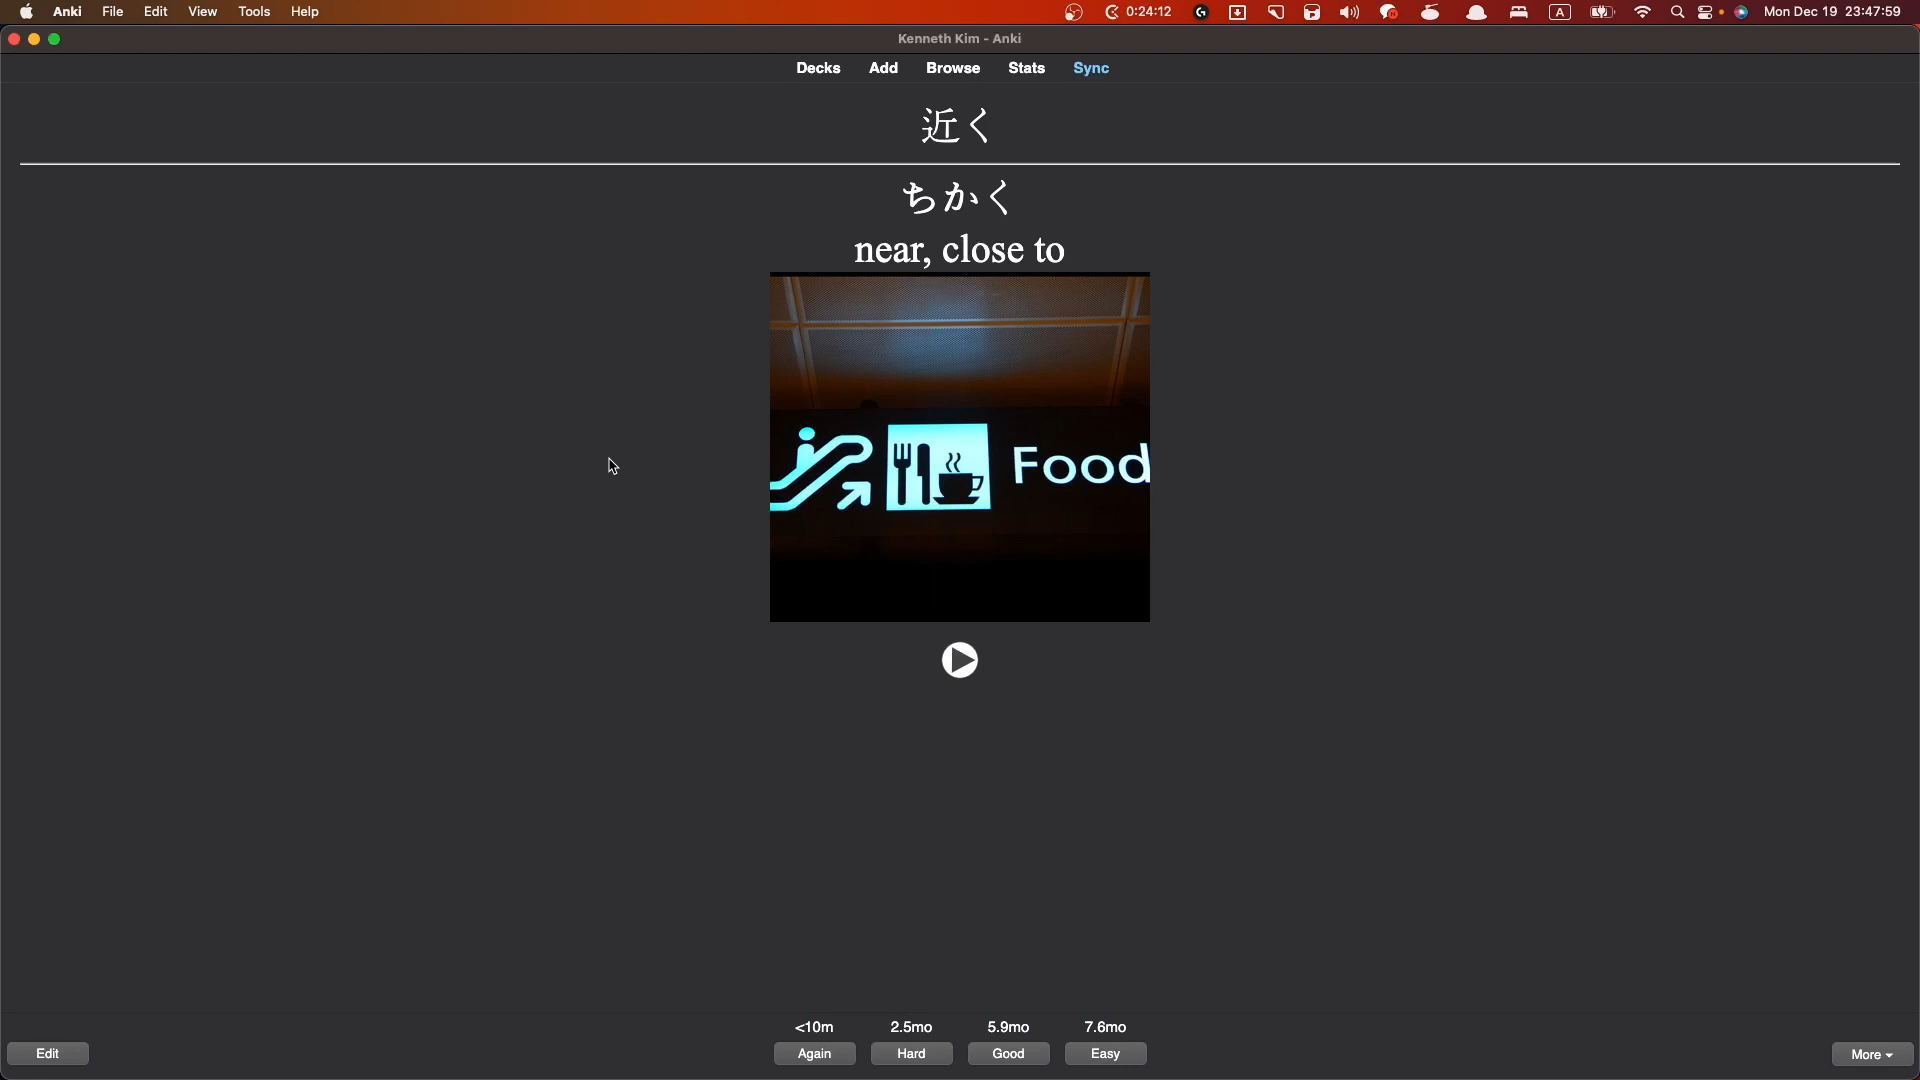 Anki File Edit View Tools Help 0:24:12 A Mon Dec 19 23:47:59
Kenneth Kim - Anki
Decks Add Browse Stats Sync
近く
ちかく
near, close to
Food
<10m 2.5mo 5.9mo 7.6mo
Edit Again Hard Good Easy More